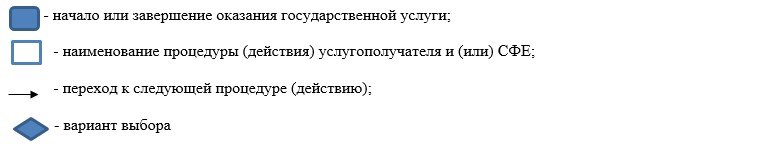 - начало или завершение оказания государственной услуги;
- наименование процедуры (действия) услугополучателя и (или) СФЕ;
- переход к следующей процедуре (действию);
- вариант выбора